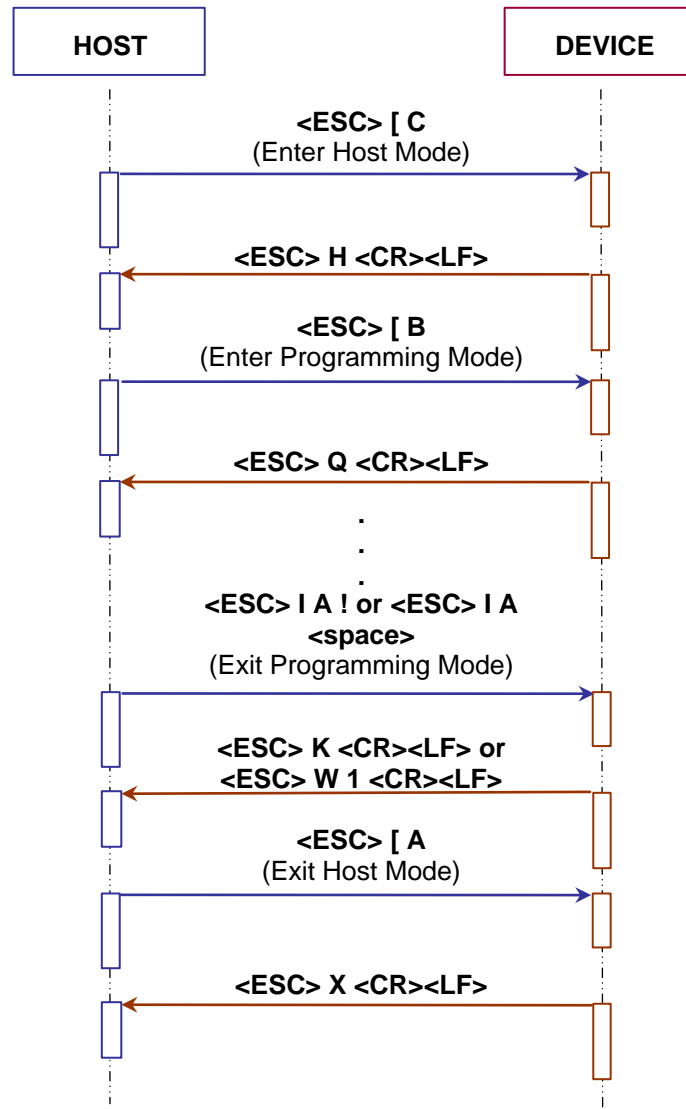 HOST
DEVICE
<ESC> [ C
(Enter Host Mode)
<ESC> H <CR><LF>
<ESC> [ B
(Enter Programming Mode)
<ESC> Q <CR><LF>
.
.
.
<ESC> I A ! or <ESC> I A
<space>
(Exit Programming Mode)
<ESC> K <CR><LF> or
<ESC> W 1 <CR><LF>
<ESC> [ A
(Exit Host Mode)
<ESC> X <CR><LF>